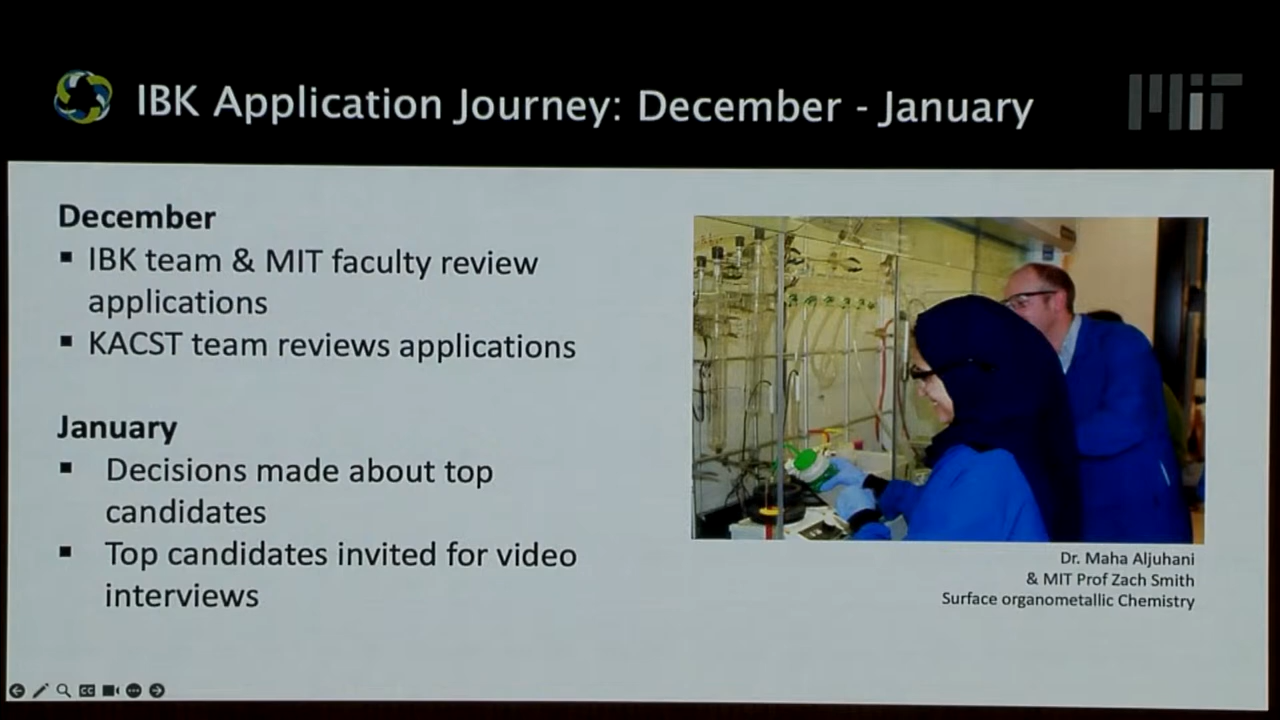 IBK Application Journey: December - January
MIT
December
▪ IBK team & MIT faculty review
applications
▪ KACST team reviews applications
January
▪ Decisions made about top
candidates
▪ Top candidates invited for video
interviews
Dr. Maha Aljuhani
& MIT Prof Zach Smith
Surface organometallic Chemistry
CC